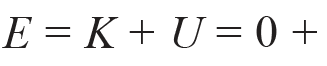 E = K + U = 0 +